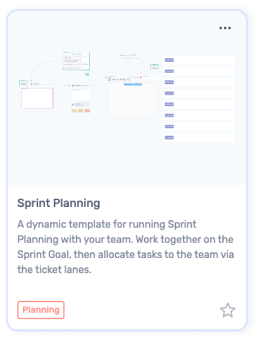 Sprint Planning
A dynamic template for running Sprint
Planning with your team. Work together on the
Sprint Goal, then allocate tasks to the team via
the ticket lanes.
Planning